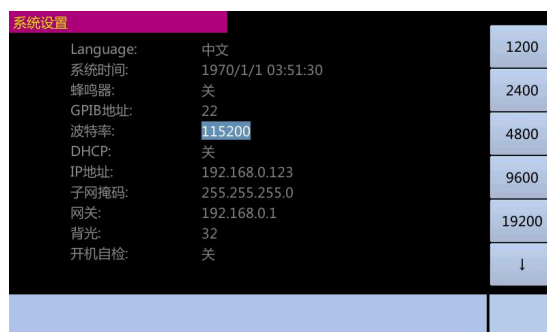 系统设置
Language: 中文
系统时间: 1970/1/1 03:51:30
蜂鸣器: 关
GPIB地址: 22
波特率: 115200
DHCP: 关
IP地址: 192.168.0.123
子网掩码: 255.255.255.0
网关: 192.168.0.1
背光: 32
开机自检: 关
1200
2400
4800
9600
19200
↓